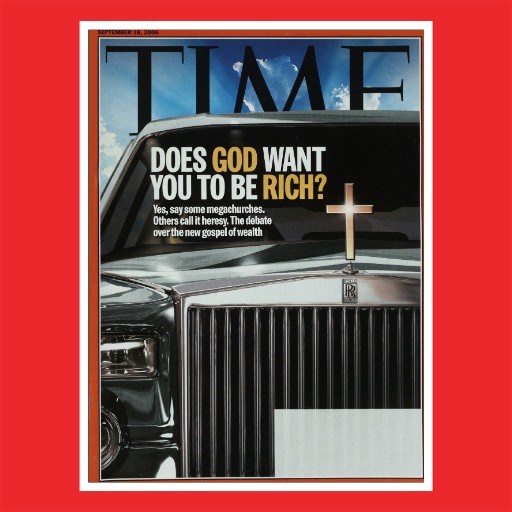 SEPTEMBER 18, 2006
TIME
DOES GOD WANT
YOU TO BE RICH?
Yes, say some megachurches.
Others call it heresy. The debate
over the new gospel of wealth
RR